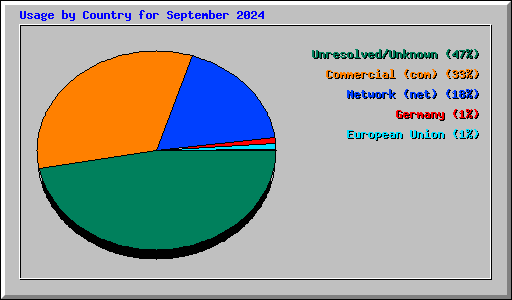 Usage by Country for September 2024
Unresolved/Unknown (47%)
Commercial (com) (33%)
Network (net) (18%)
Germany (1%)
European Union (1%)